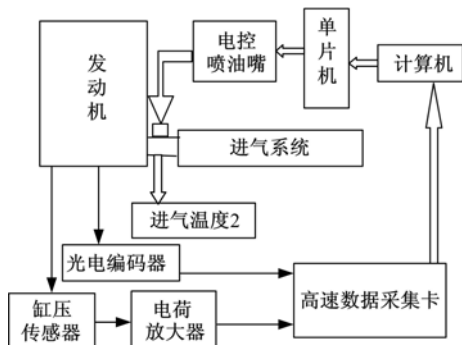 发
动
机
电控
喷油嘴
单
片
机
计算机
进气系统
进气温度2
光电编码器
缸压
传感器
电荷
放大器
高速数据采集卡